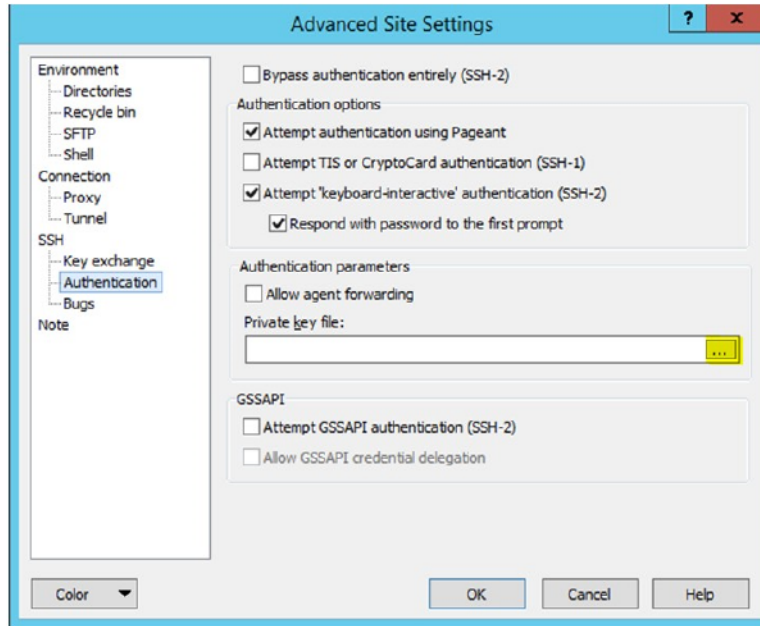 Advanced Site Settings
?
x
Environment
Directories
Recycle bin
SFTP
Shell
Connection
Proxy
Tunnel
SSH
Key exchange
Authentication
Bugs
Note
Bypass authentication entirely (SSH-2)
Authentication options
Attempt authentication using Pageant
Attempt TIS or CryptoCard authentication (SSH-1)
Attempt 'keyboard-interactive' authentication (SSH-2)
Respond with password to the first prompt
Authentication parameters
Allow agent forwarding
Private key file:
...
GSSAPI
Attempt GSSAPI authentication (SSH-2)
Allow GSSAPI credential delegation
Color
OK
Cancel
Help